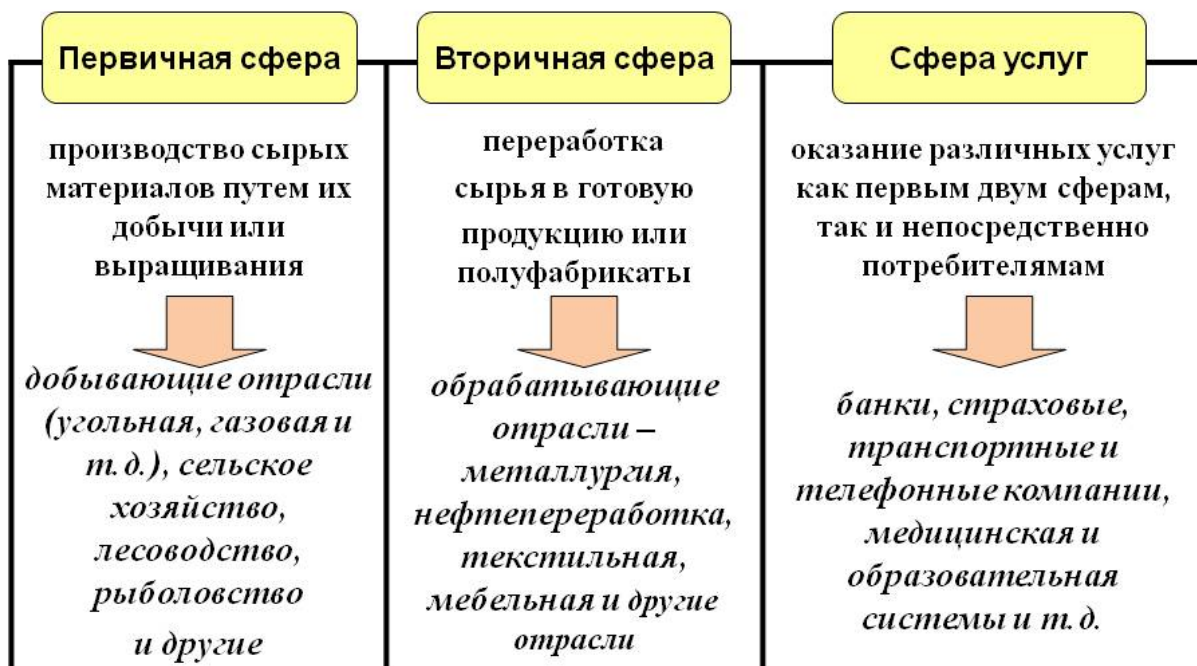 Первичная сфера
производство сырых
материалов путем их
добычи или
выращивания
добывающие отрасли
(угольная, газовая и
т.д.), сельское
хозяйство,
лесоводство,
рыболовство
и другие
Вторичная сфера
переработка
сырья в готовую
продукцию или
полуфабрикаты
обрабатывающие
отрасли –
металлургия,
нефтепереработка,
текстильная,
мебельная и другие
отрасли
Сфера услуг
оказание различных услуг
как первым двум сферам,
так и непосредственно
потребителямам
банки, страховые,
транспортные и
телефонные компании,
медицинская и
образовательная
системы и т.д.